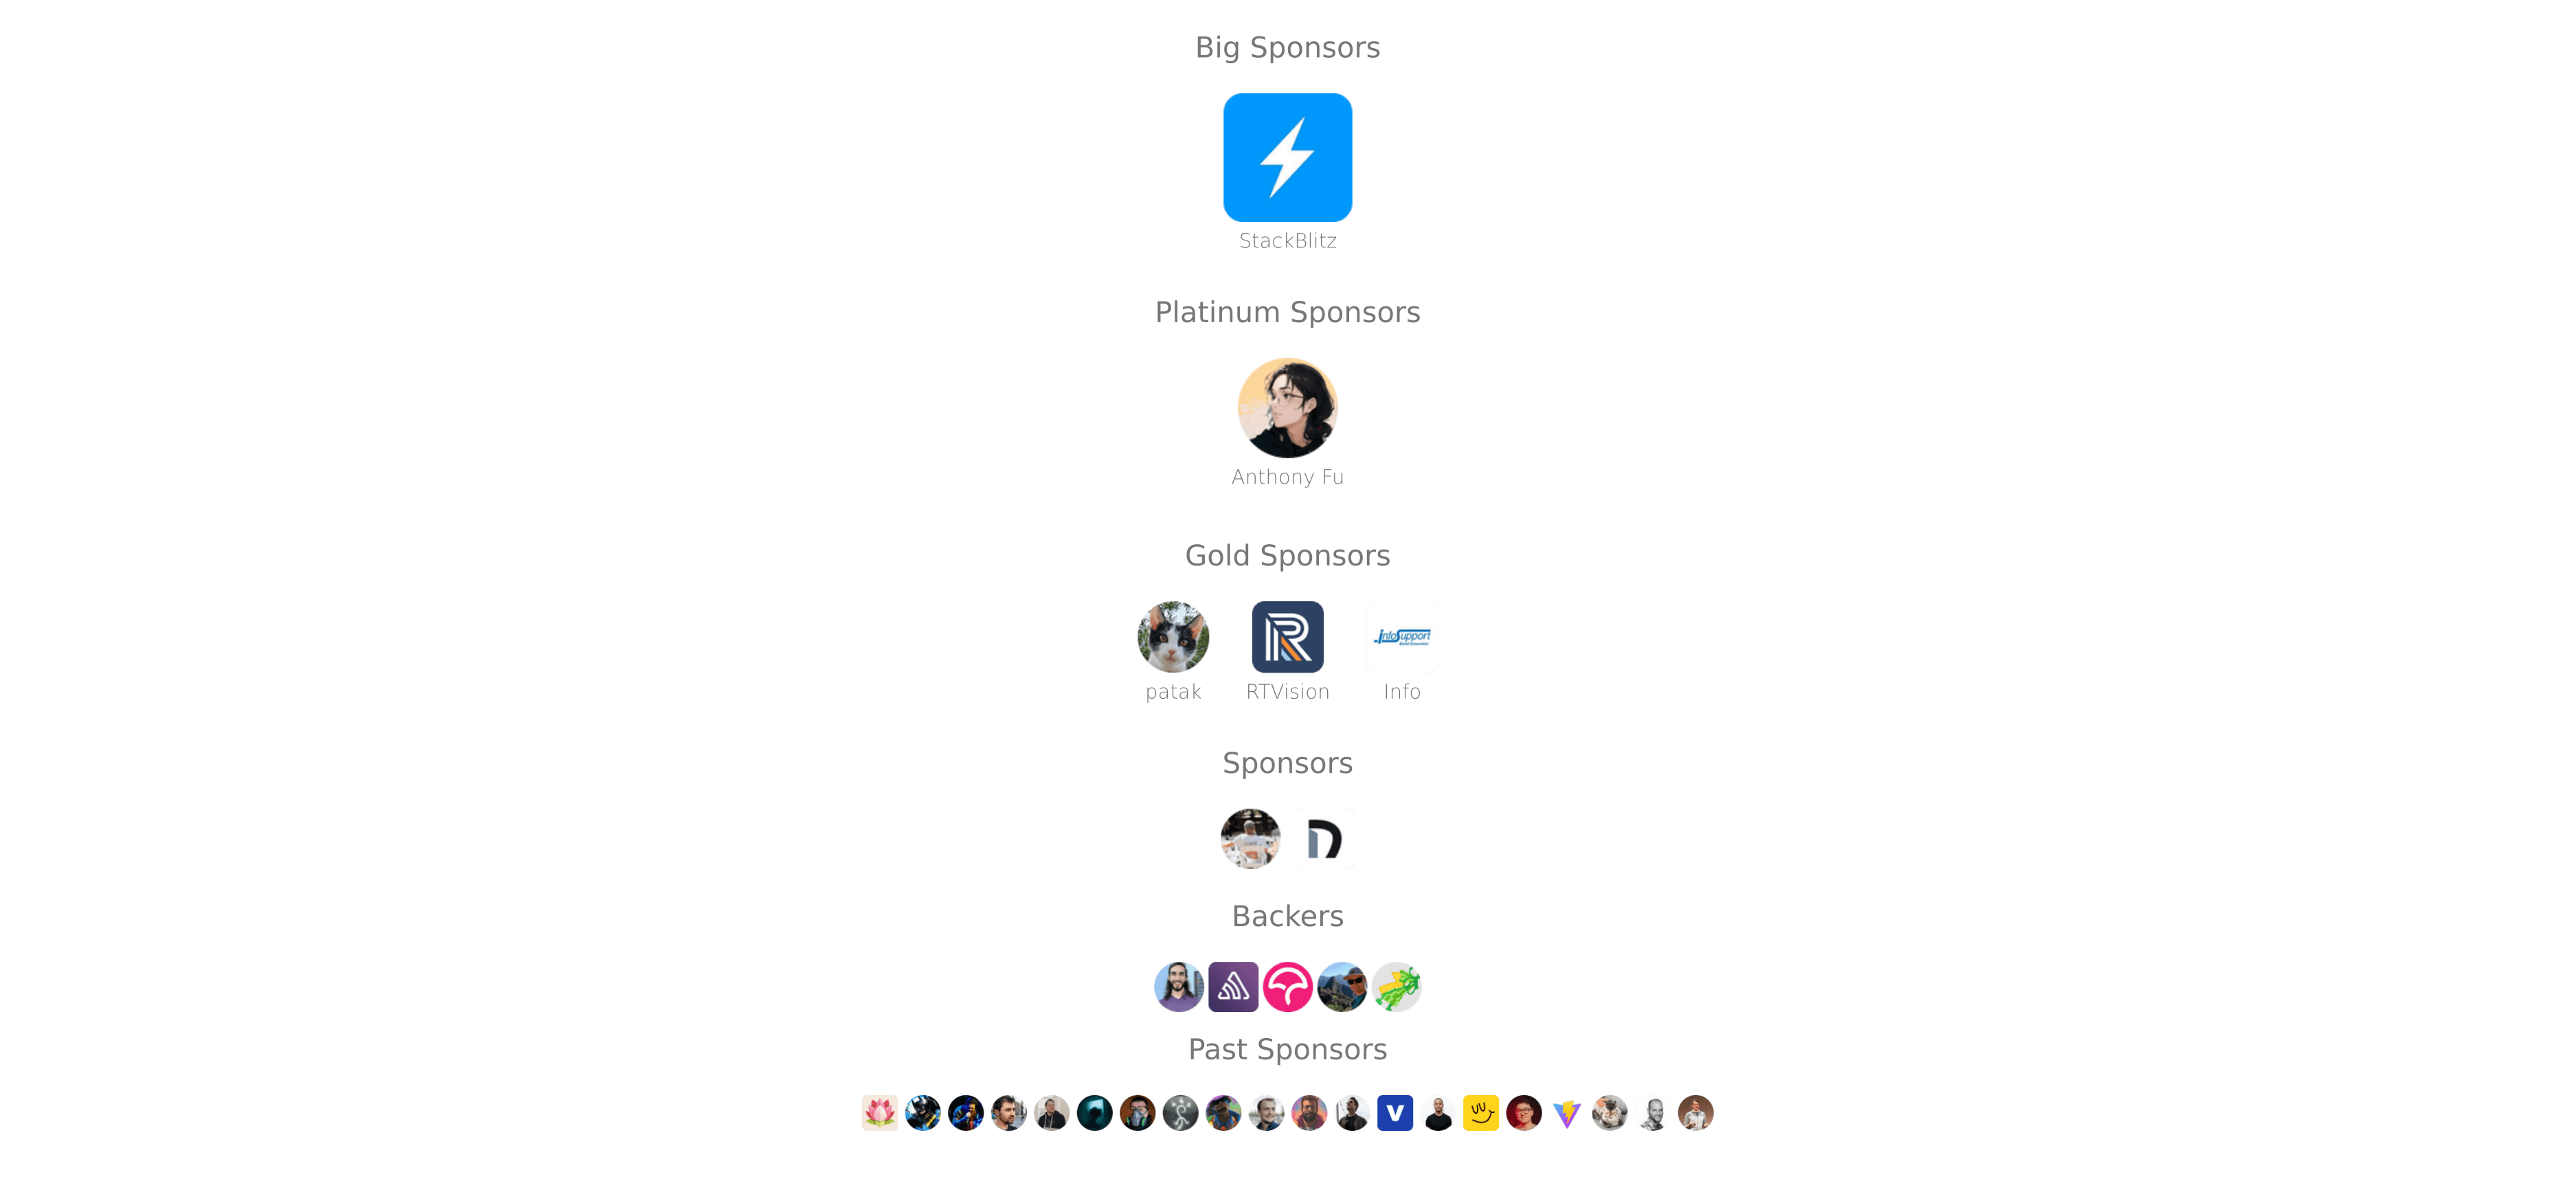 Big Sponsors
StackBlitz
Platinum Sponsors
Anthony Fu
Gold Sponsors
infoSupport
patak RTVision Info
Sponsors
Backers
Past Sponsors
V